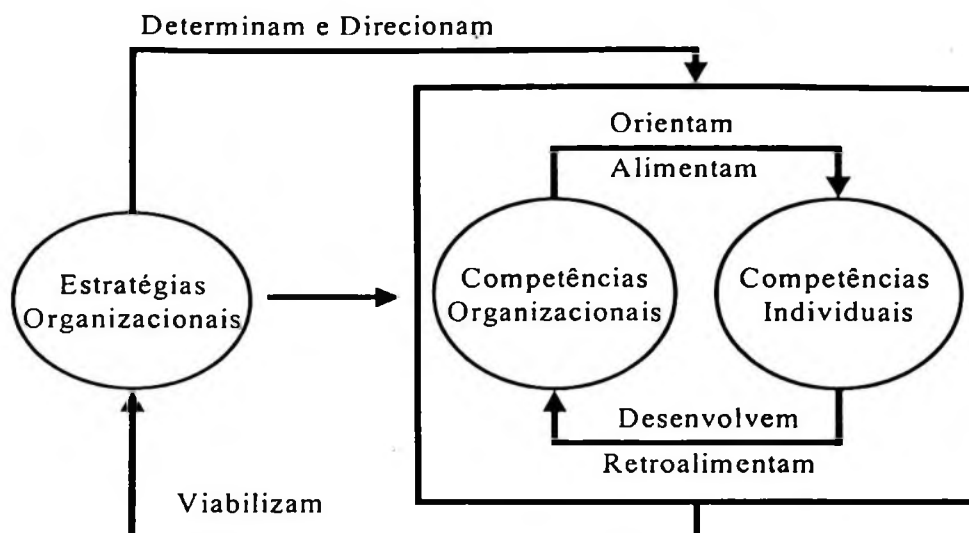 Determinam e Direcionam
Orientam
Alimentam
Estratégias
Organizacionais
Competências
Organizacionais
Competências
Individuais
Desenvolvem
Retroalimentam
Viabilizam